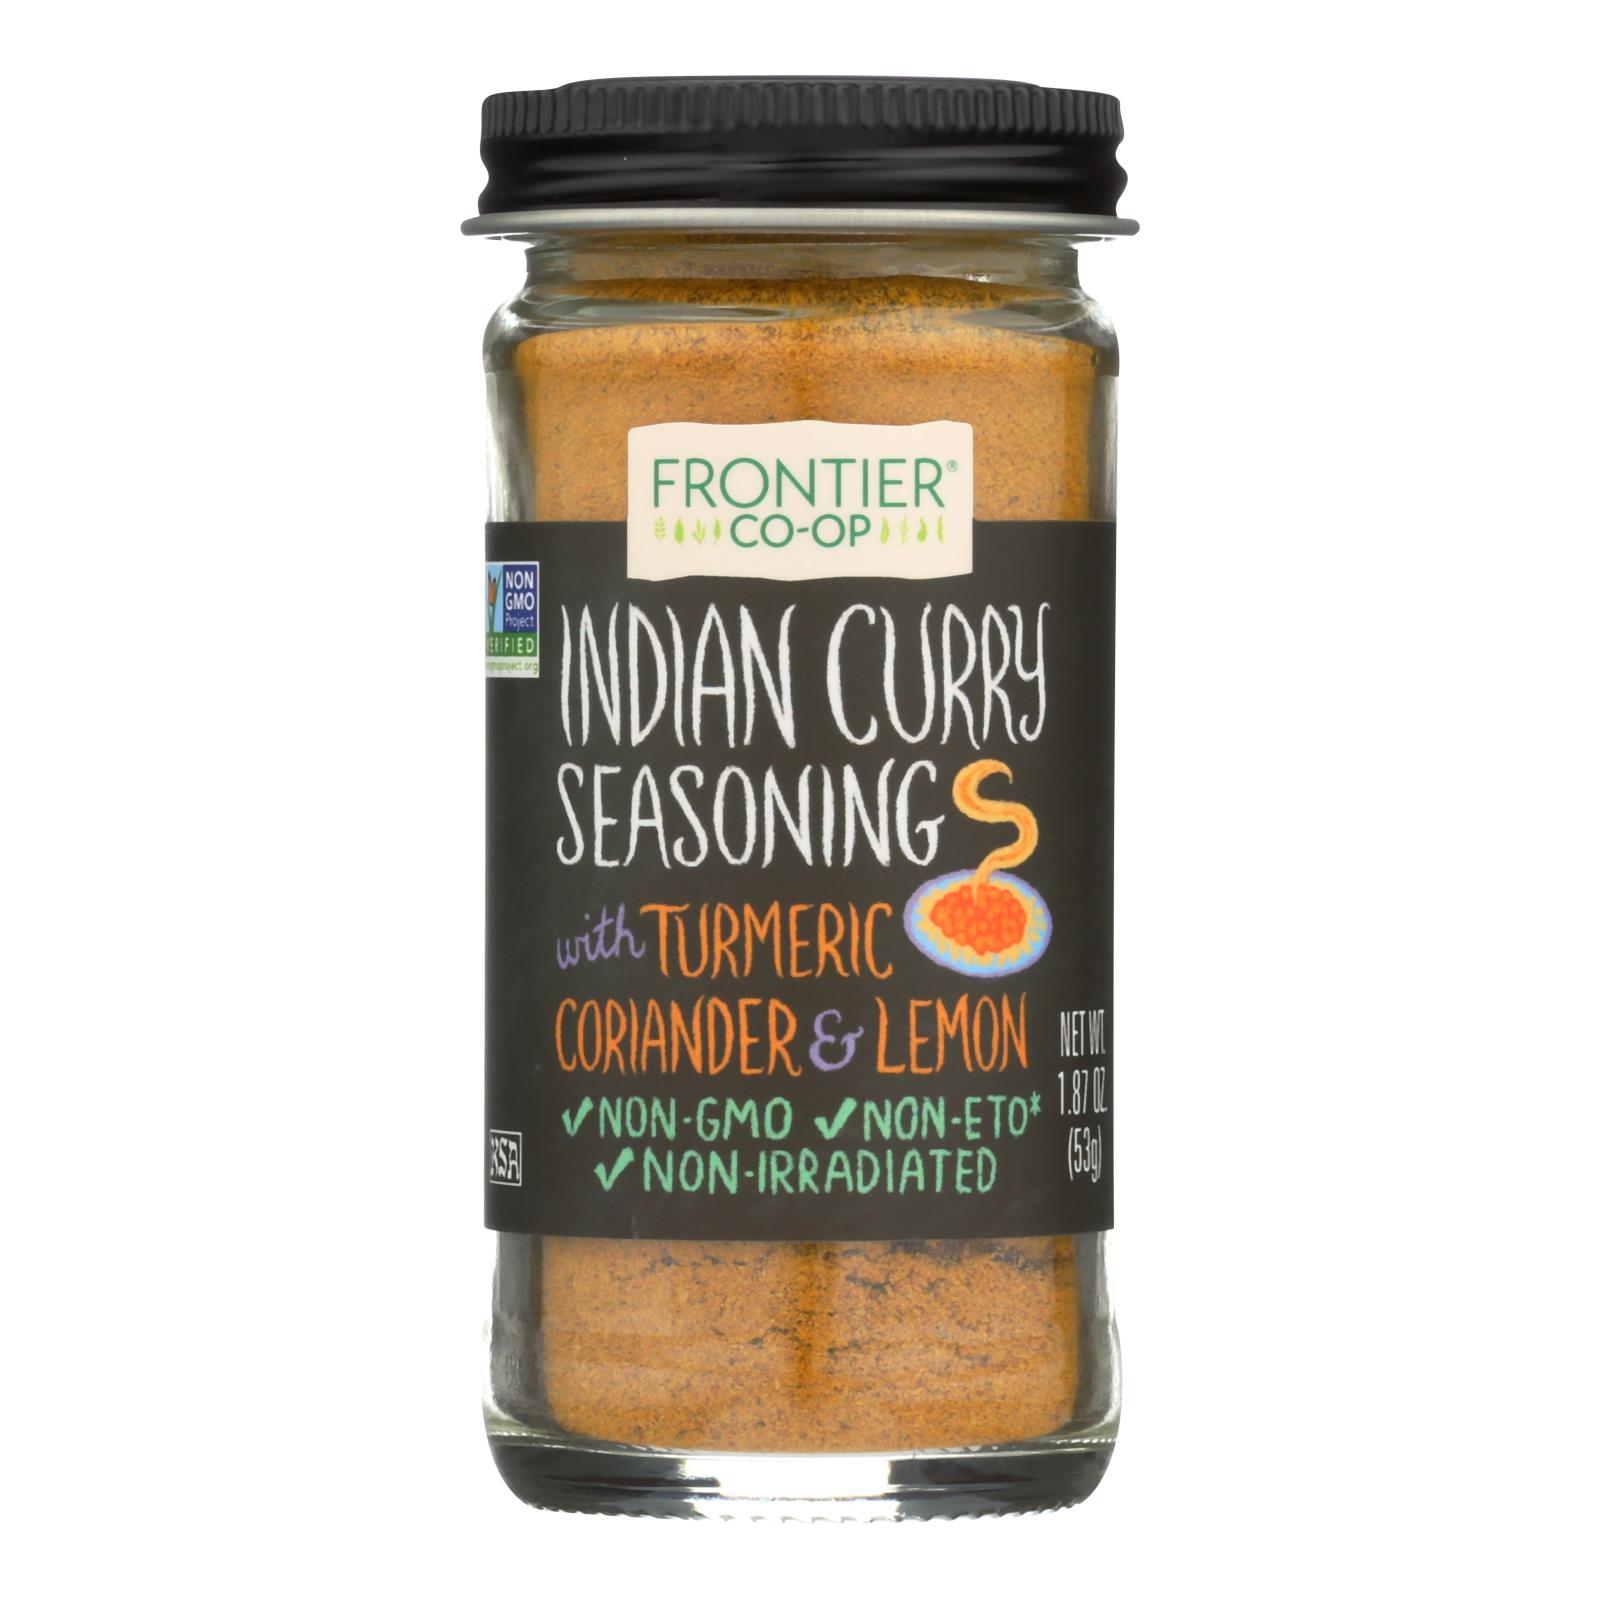 FRONTIER®
CO-OP
NON
GMO
Project
VERIFIED
INDIAN CURRY
SEASONING
with TURMERIC
CORIANDER & LEMON
NET WT.
1.87 OZ.
(53g)
✓NON-GMO ✓NON-ETO*
✓NON-IRRADIATED
KSA